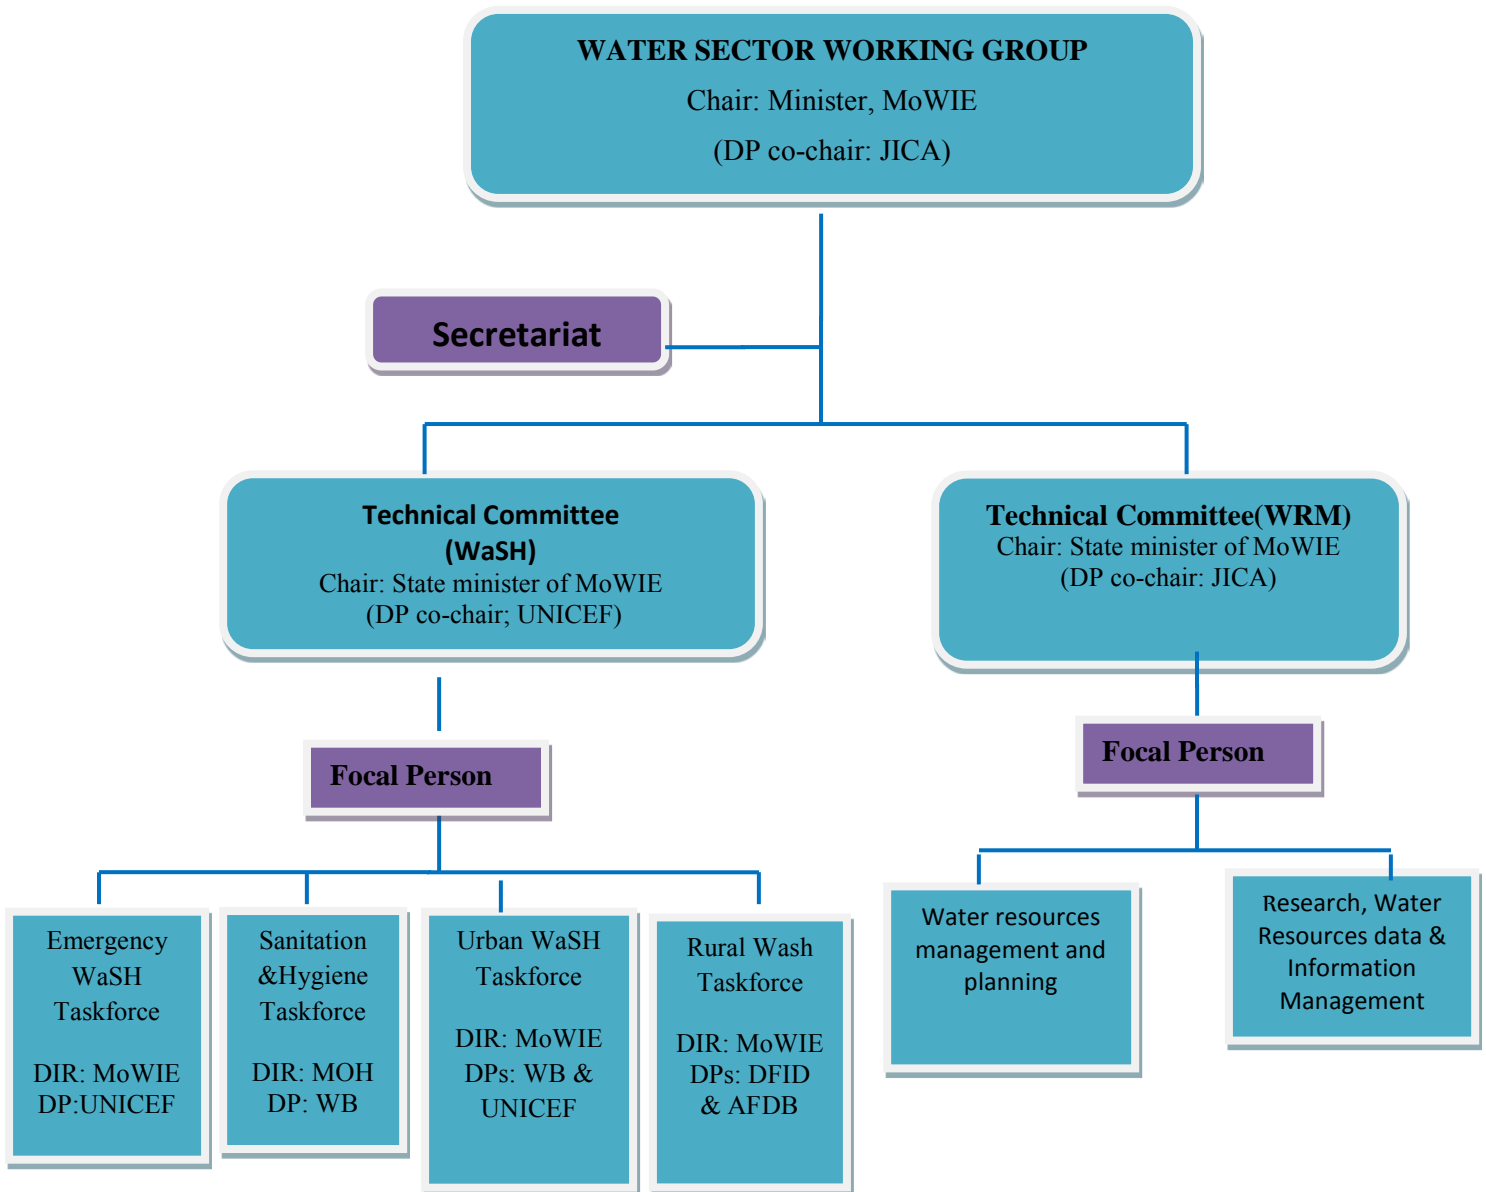 WATER SECTOR WORKING GROUP
Chair: Minister, MoWIE
(DP co-chair: JICA)
Secretariat
Technical Committee
(WaSH)
Chair: State minister of MoWIE
(DP co-chair; UNICEF)
Technical Committee(WRM)
Chair: State minister of MoWIE
(DP co-chair: JICA)
Focal Person
Focal Person
Emergency
WaSH
Taskforce
DIR: MoWIE
DP:UNICEF
Sanitation
&Hygiene
Taskforce
DIR: MOH
DP: WB
Urban WaSH
Taskforce
DIR: MoWIE
DPs: WB &
UNICEF
Rural Wash
Taskforce
DIR: MoWIE
DPs: DFID
& AFDB
Water resources
management and
planning
Research, Water
Resources data &
Information
Management